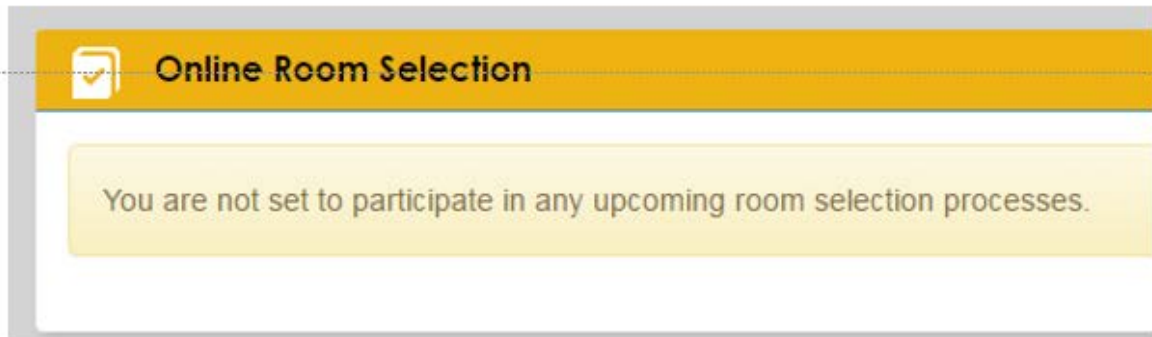 Online Room Selection
You are not set to participate in any upcoming room selection processes.